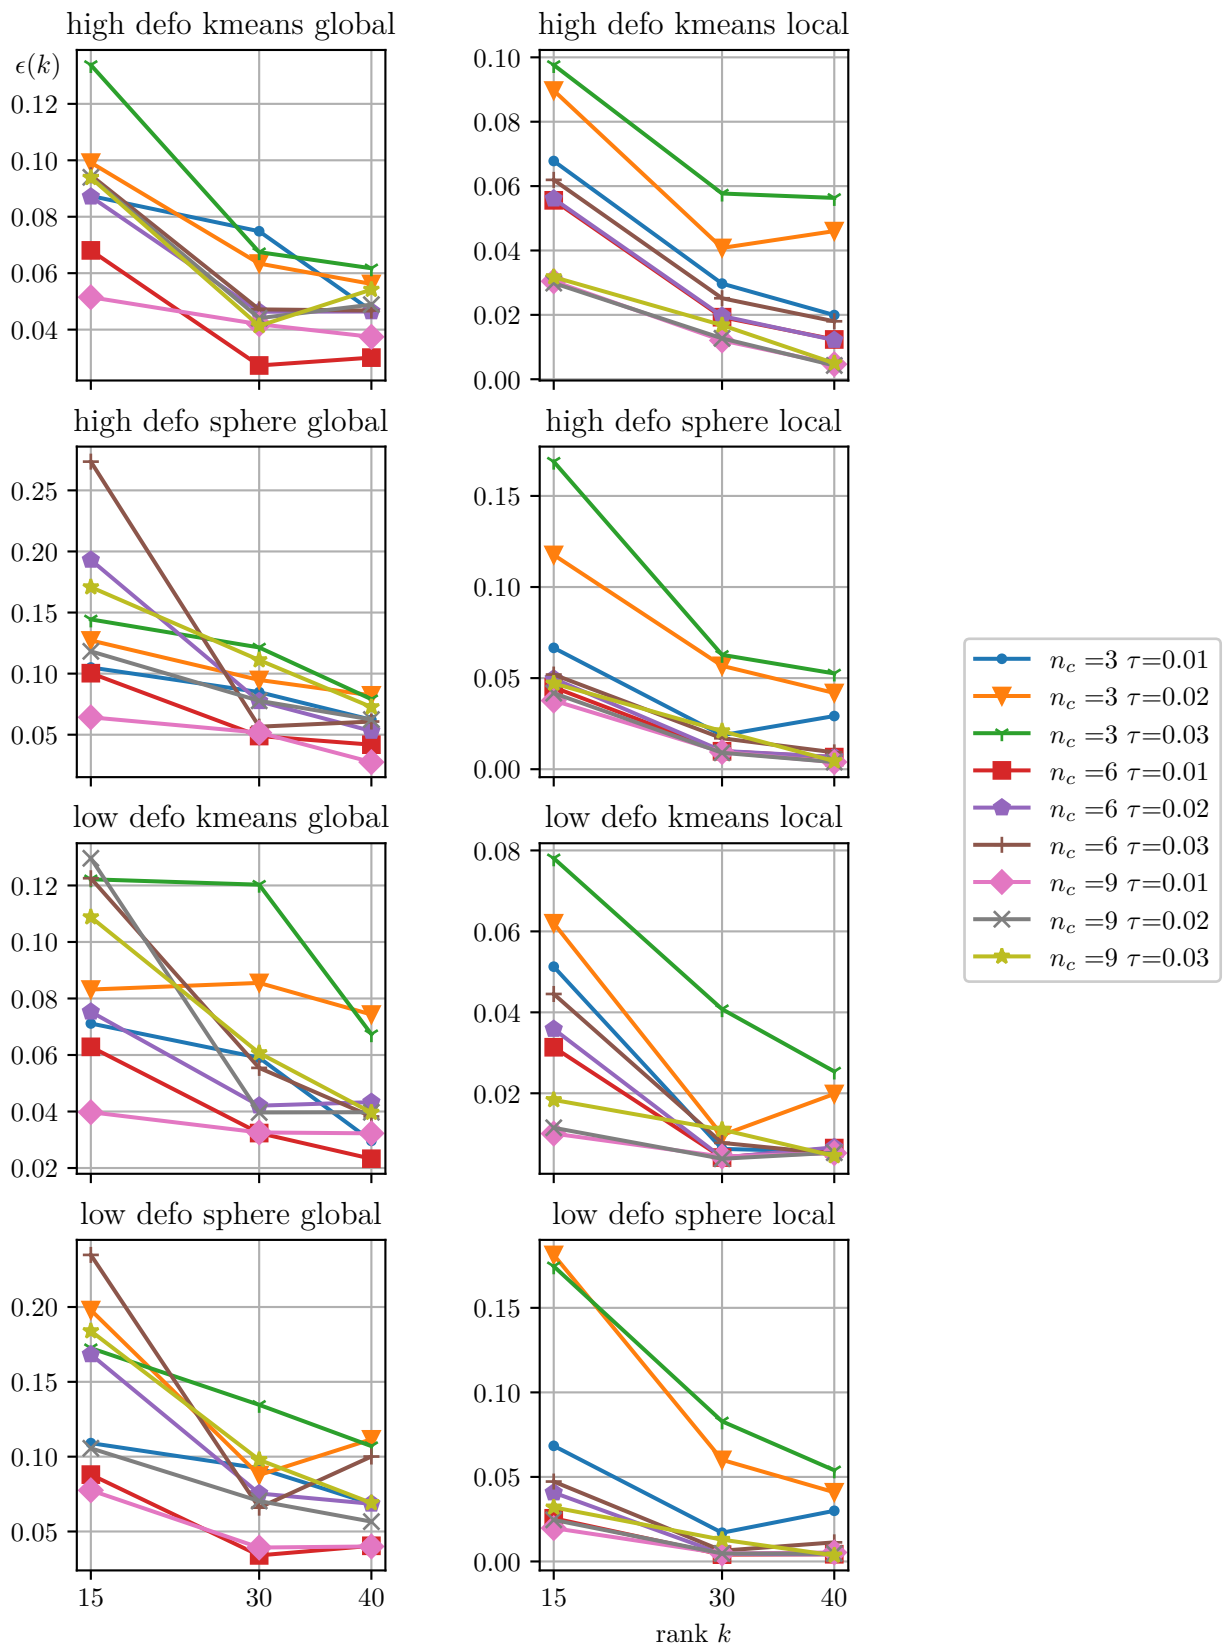 high defo kmeans global
high defo kmeans local
ϵ(k)
0.12
0.10
0.08
0.06
0.04
0.10
0.08
0.06
0.04
0.02
0.00
high defo sphere global
high defo sphere local
0.25
0.20
0.15
0.10
0.05
0.15
0.10
0.05
0.00
low defo kmeans global
low defo kmeans local
0.12
0.10
0.08
0.06
0.04
0.02
0.08
0.06
0.04
0.02
low defo sphere global
low defo sphere local
0.20
0.15
0.10
0.05
0.15
0.10
0.05
0.00
15 30 40
15 30 40
rank k
n_c =3 τ=0.01
n_c =3 τ=0.02
n_c =3 τ=0.03
n_c =6 τ=0.01
n_c =6 τ=0.02
n_c =6 τ=0.03
n_c =9 τ=0.01
n_c =9 τ=0.02
n_c =9 τ=0.03